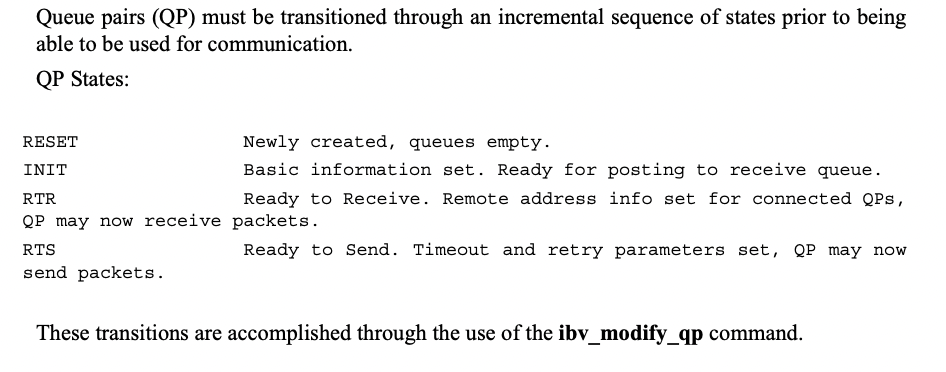 Queue pairs (QP) must be transitioned through an incremental sequence of states prior to being
able to be used for communication.
QP States:
RESET Newly created, queues empty.
INIT Basic information set. Ready for posting to receive queue.
RTR Ready to Receive. Remote address info set for connected QPs,
QP may now receive packets.
RTS Ready to Send. Timeout and retry parameters set, QP may now
send packets.
These transitions are accomplished through the use of the ibv_modify_qp command.